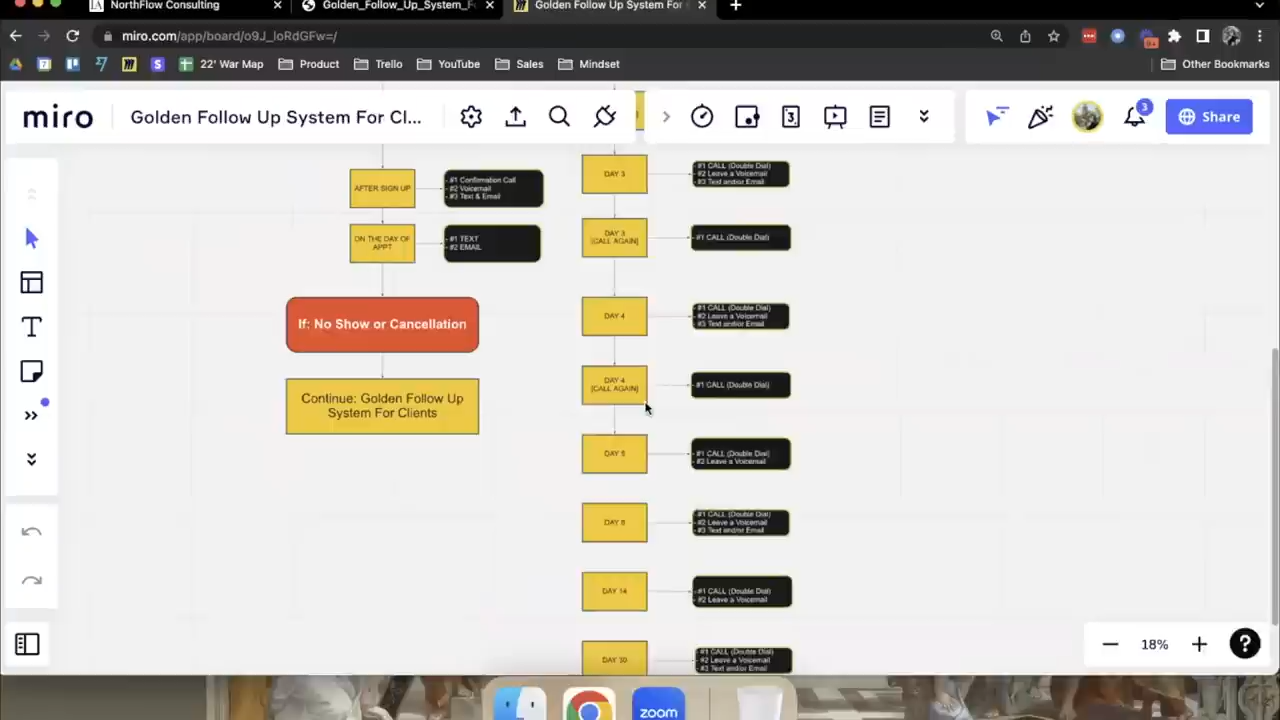 NorthFlow Consulting
Golden_Follow_Up_System_F
Golden Follow Up System For
miro.com/app/board/o9J_loRdGFw=/
22' War Map
Product
Trello
YouTube
Sales
Mindset
Other Bookmarks
miro
Golden Follow Up System For Cl...
3
Share
AFTER SIGN UP
- #1 Confirmation Call
- #2 Voicemail
- #3 Text & Email
ON THE DAY OF
APPT
- #1 TEXT
- #2 EMAIL
If: No Show or Cancellation
Continue: Golden Follow Up
System For Clients
DAY 3
- #1 CALL (Double Dial)
- #2 Leave a Voicemail
- #3 Text and/or Email
DAY 3
[CALL AGAIN]
- #1 CALL (Double Dial)
DAY 4
- #1 CALL (Double Dial)
- #2 Leave a Voicemail
- #3 Text and/or Email
DAY 4
[CALL AGAIN]
- #1 CALL (Double Dial)
- #1 CALL (Double Dial)
- #2 Leave a Voicemail
- #1 CALL (Double Dial)
- #2 Leave a Voicemail
- #3 Text and/or Email
DAY 14
- #1 CALL (Double Dial)
- #2 Leave a Voicemail
DAY 30
- #1 CALL (Double Dial)
- #2 Leave a Voicemail
- #3 Text and/or Email
18%
zoom